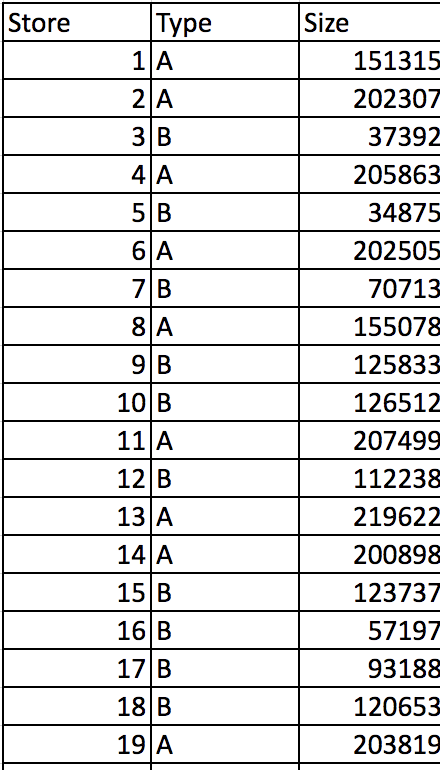 Store Type Size
1 A 151315
2 A 202307
3 B 37392
4 A 205863
5 B 34875
6 A 202505
7 B 70713
8 A 155078
9 B 125833
10 B 126512
11 A 207499
12 B 112238
13 A 219622
14 A 200898
15 B 123737
16 B 57197
17 B 93188
18 B 120653
19 A 203819